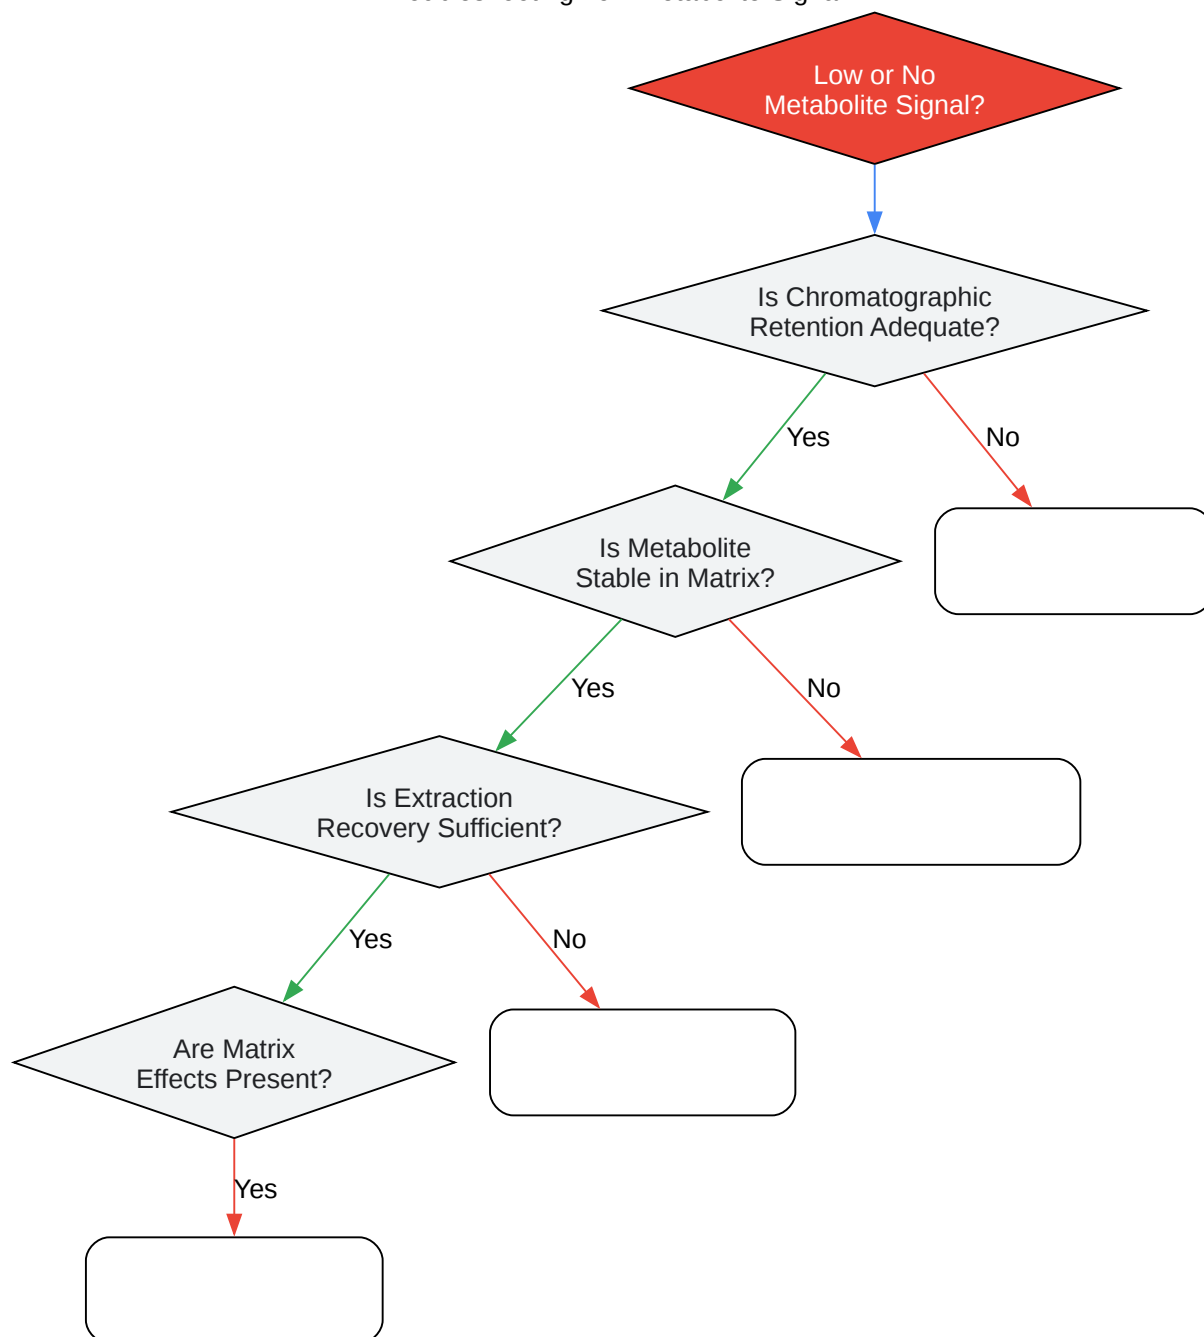 Low or No
Metabolite Signal?
Is Chromatographic
Retention Adequate?
Yes
No
Is Metabolite
Stable in Matrix?
Yes
No
Is Extraction
Recovery Sufficient?
Yes
No
Are Matrix
Effects Present?
Yes